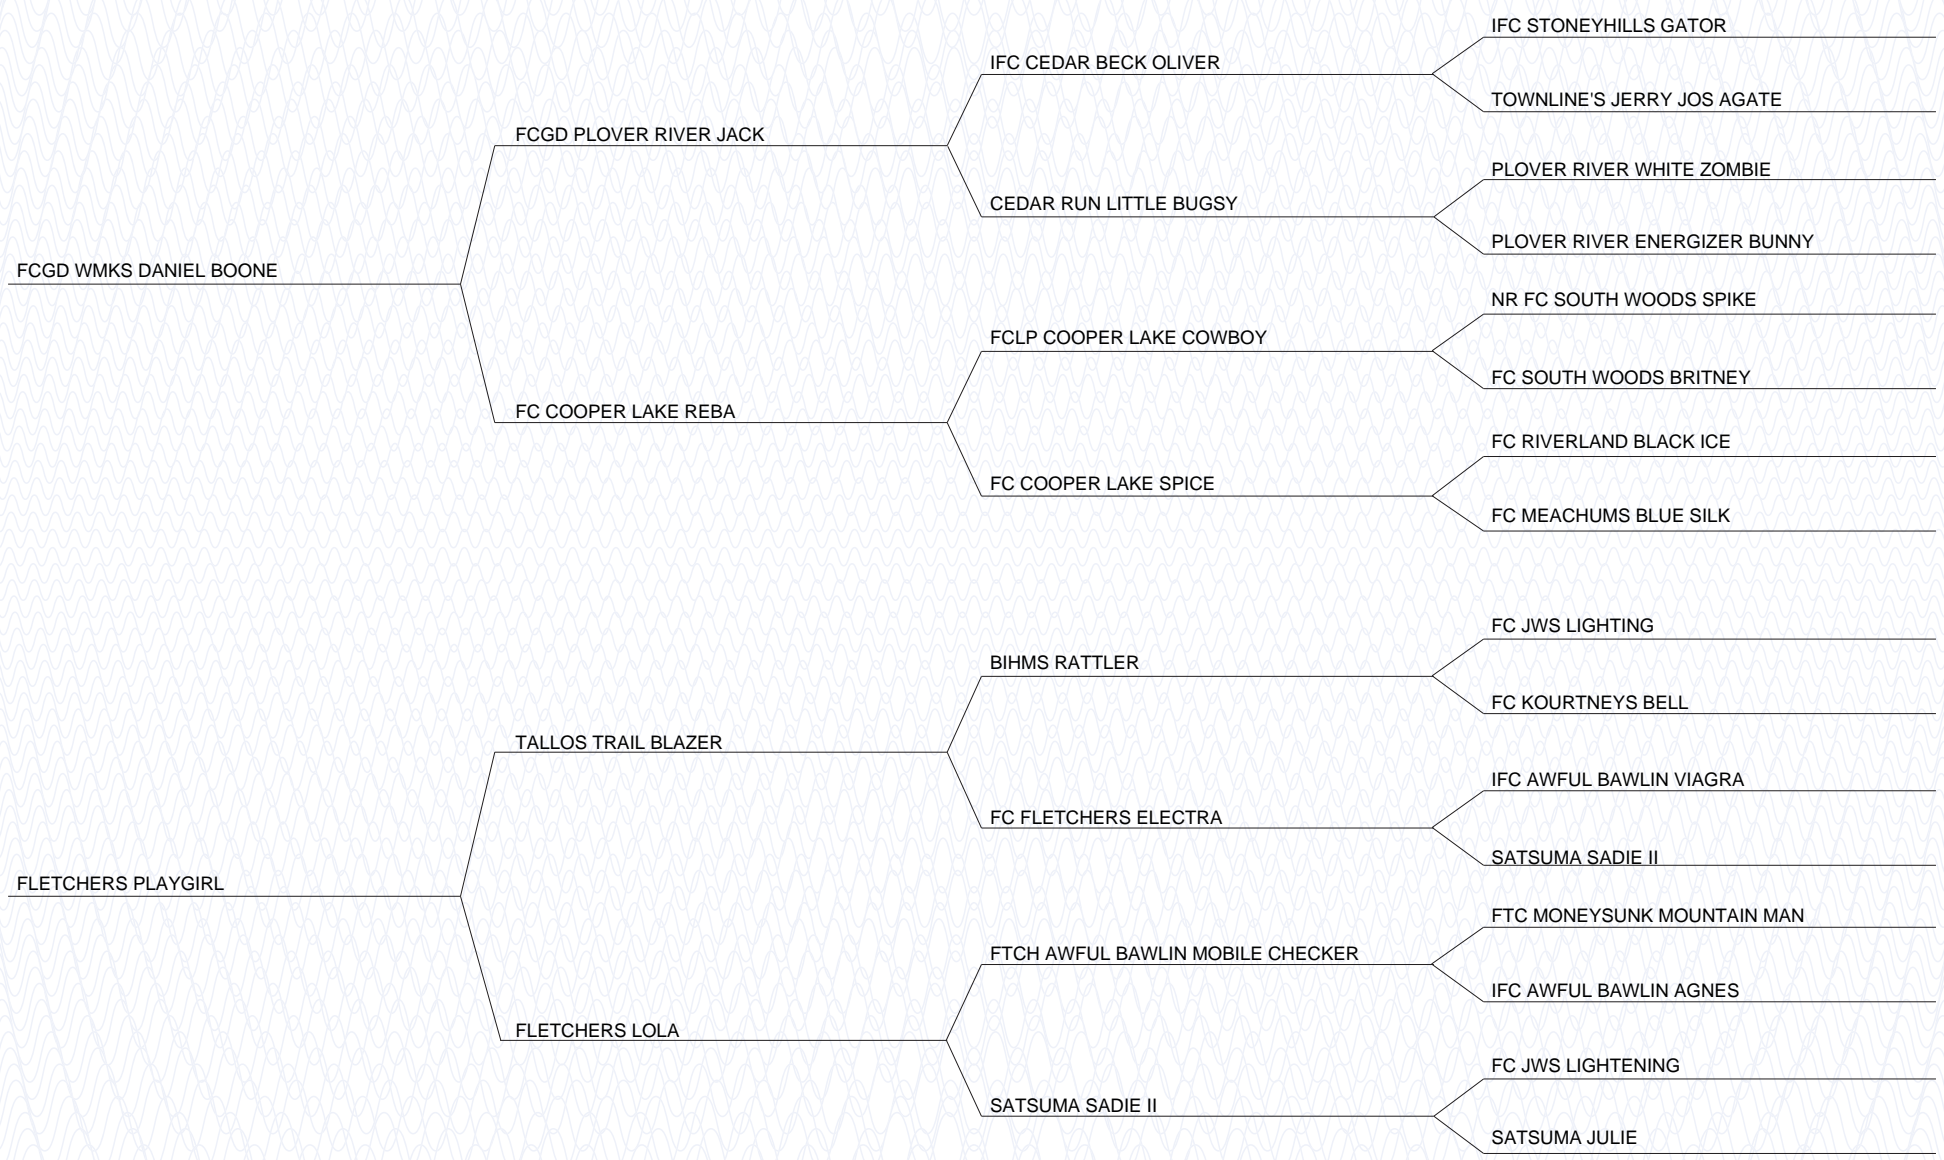 IFC STONEYHILLS GATOR
IFC CEDAR BECK OLIVER
TOWNLINE'S JERRY JOS AGATE
FCGD PLOVER RIVER JACK
PLOVER RIVER WHITE ZOMBIE
CEDAR RUN LITTLE BUGSY
PLOVER RIVER ENERGIZER BUNNY
FCGD WMKS DANIEL BOONE
NR FC SOUTH WOODS SPIKE
FCLP COOPER LAKE COWBOY
FC SOUTH WOODS BRITNEY
FC COOPER LAKE REBA
FC RIVERLAND BLACK ICE
FC COOPER LAKE SPICE
FC MEACHUMS BLUE SILK
FC JWS LIGHTING
BIHMS RATTLER
FC KOURTNEYS BELL
TALLOS TRAIL BLAZER
IFC AWFUL BAWLIN VIAGRA
FC FLETCHERS ELECTRA
SATSUMA SADIE II
FLETCHERS PLAYGIRL
FTC MONEYSUNK MOUNTAIN MAN
FTCH AWFUL BAWLIN MOBILE CHECKER
IFC AWFUL BAWLIN AGNES
FLETCHERS LOLA
FC JWS LIGHTENING
SATSUMA SADIE II
SATSUMA JULIE